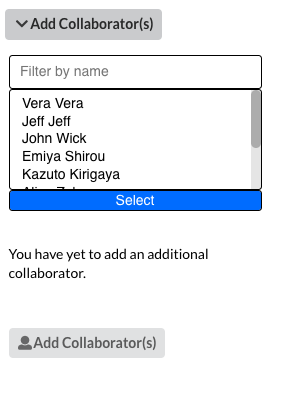 Add Collaborator(s)
Filter by name
Vera Vera
Jeff Jeff
John Wick
Emiya Shirou
Kazuto Kirigaya
Select
You have yet to add an additional
collaborator.
Add Collaborator(s)